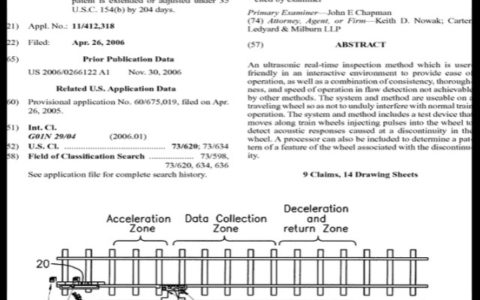 patent is extended or adjusted under 35
U.S.C. 154(b) by 204 days.
21) Appl. No.: 11/412,318
22) Filed: Apr. 26, 2006
65) Prior Publication Data
US 2006/0266122 A1 Nov. 30, 2006
Related U.S. Application Data
60) Provisional application No. 60/675,019, filed on Apr.
26, 2005.
51) Int. Cl.
G01N 29/04 (2006.01)
52) U.S. Cl. 73/620; 73/634
58) Field of Classification Search 73/598,
73/620, 634, 636
See application file for complete search history.
cited by examiner
Primary Examiner—John E Chapman
(74) Attorney, Agent, or Firm—Keith D. Nowak; Carter
Ledyard & Milburn LLP
(57) ABSTRACT
An ultrasonic real-time inspection method which is user
friendly in an interactive environment to provide ease o
operation, as well as a combination of consistency, thorough
ness, and speed of operation in flaw detection not achievabl
by other methods. The system and method are useable on
traveling wheel so as not to unduly interfere with normal train
operation. The system and method includes a test device tha
moves along train wheels injecting pulses into the wheel to
detect acoustic responses caused at a discontinuity in the
wheel. A processor can also be included to determine a pat
tern of a feature of the wheel associated with the discontinu
ity.
9 Claims, 14 Drawing Sheets
Acceleration
Zone
Data Collection
Zone
Deceleration
and
return Zone
20